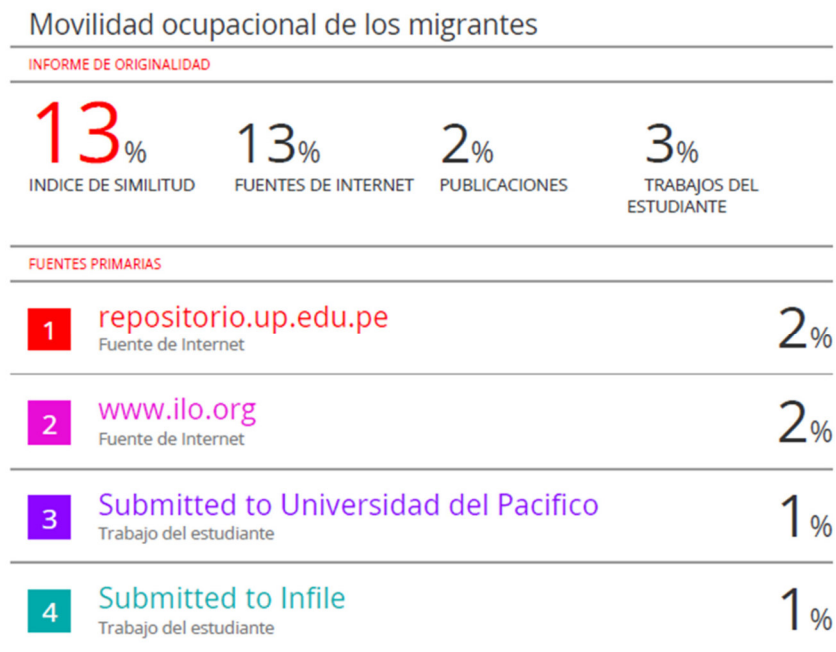 Movilidad ocupacional de los migrantes
INFORME DE ORIGINALIDAD
13% 13% 2% 3%
INDICE DE SIMILITUD FUENTES DE INTERNET PUBLICACIONES TRABAJOS DEL
ESTUDIANTE
FUENTES PRIMARIAS
1 repositorio.up.edu.pe 2%
Fuente de Internet
2 www.ilo.org 2%
Fuente de Internet
3 Submitted to Universidad del Pacifico 1%
Trabajo del estudiante
4 Submitted to Infile 1%
Trabajo del estudiante